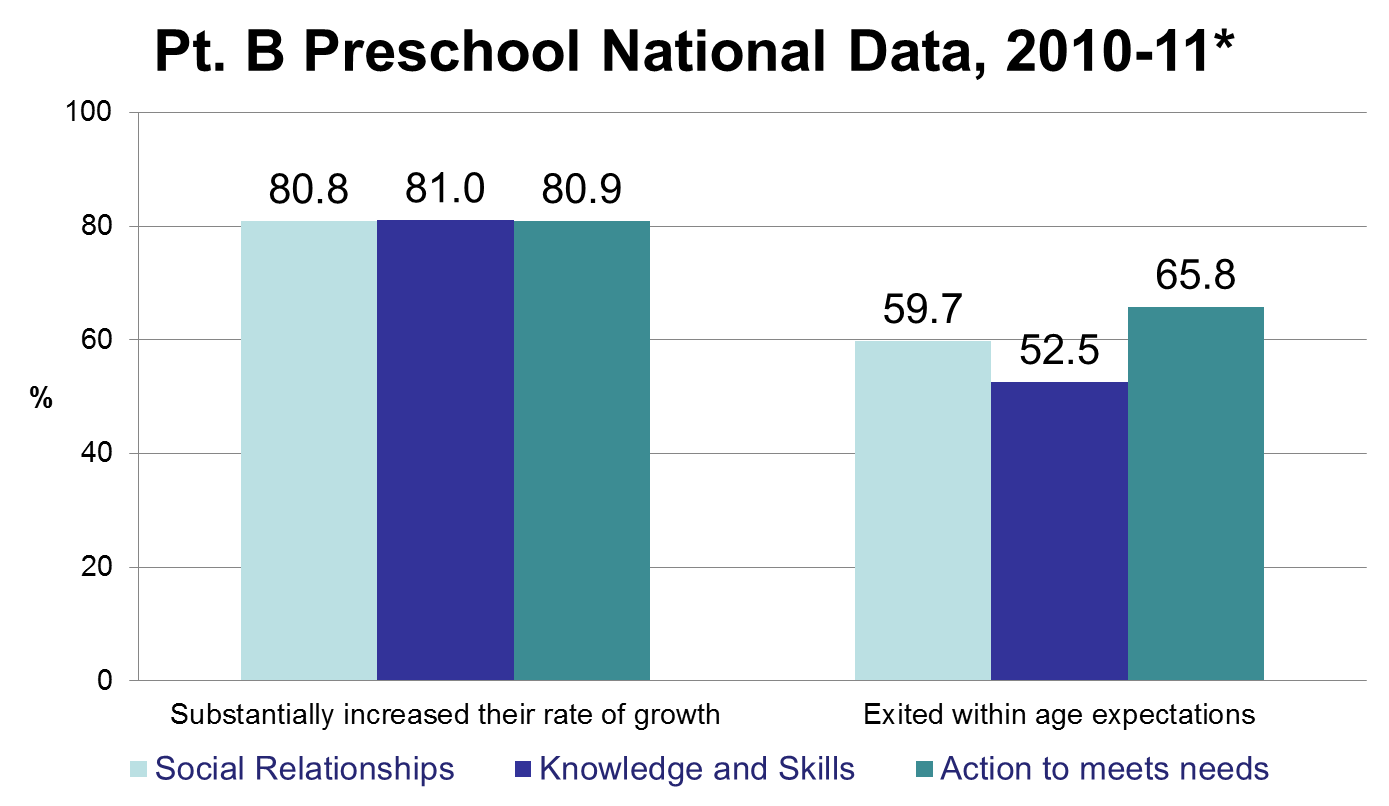 Pt. B Preschool National Data, 2010-11*
100
80
60
%
40
20
0
80.8
81.0
80.9
59.7
52.5
65.8
Substantially increased their rate of growth
Exited within age expectations
Social Relationships
Knowledge and Skills
Action to meets needs